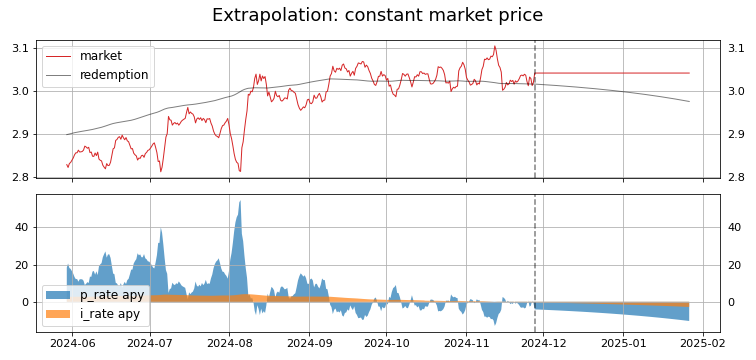 Extrapolation: constant market price
3.1 3.1
market
redemption
3.0 3.0
2.9 2.9
2.8 2.8
40 40
20 20
p_rate apy
0 0
i_rate apy
2024-06 2024-07 2024-08 2024-09 2024-10 2024-11 2024-12 2025-01 2025-02